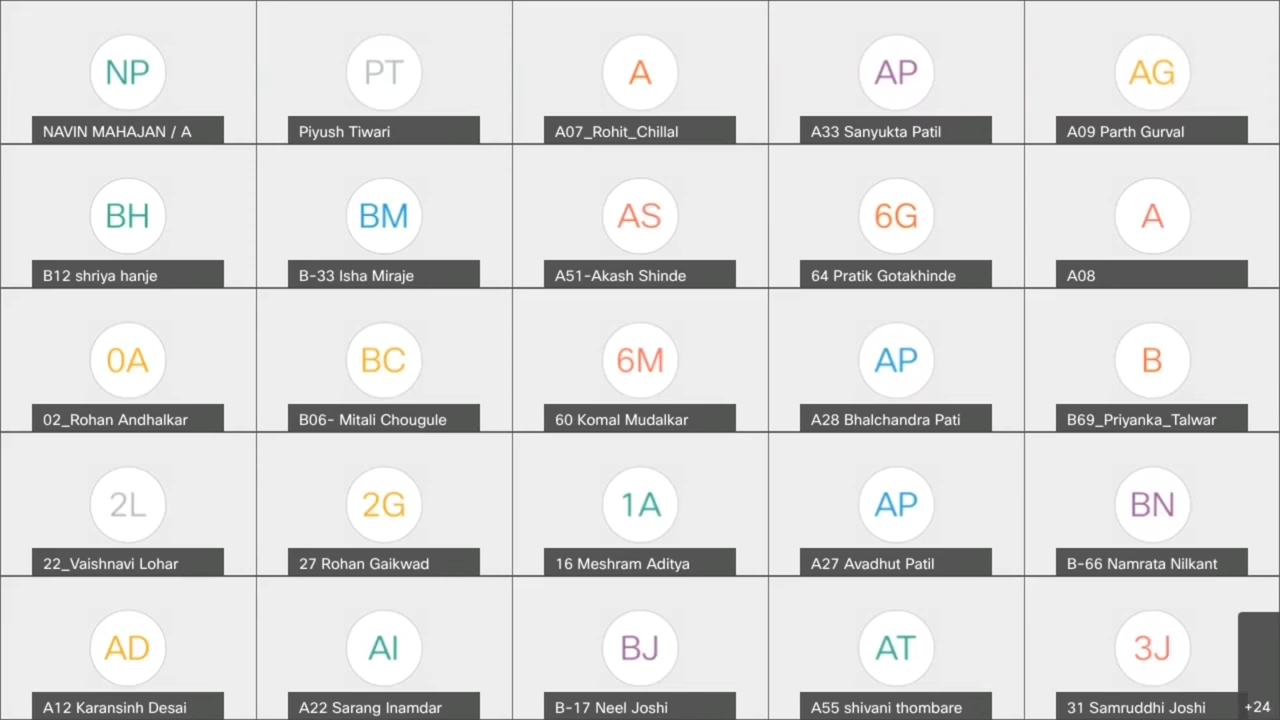 NP PT A AP AG
NAVIN MAHAJAN / A Piyush Tiwari A07_Rohit_Chillal A33 Sanyukta Patil A09 Parth Gurval
BH BM AS 6G A
B12 shriya hanje B-33 Isha Miraje A51-Akash Shinde 64 Pratik Gotakhinde A08
0A BC 6M AP B
02_Rohan Andhalkar B06- Mitali Chougule 60 Komal Mudalkar A28 Bhalchandra Pati B69_Priyanka_Talwar
2L 2G 1A AP BN
22_Vaishnavi Lohar 27 Rohan Gaikwad 16 Meshram Aditya A27 Avadhut Patil B-66 Namrata Nilkant
AD AI BJ AT 3J
A12 Karansinh Desai A22 Sarang Inamdar B-17 Neel Joshi A55 shivani thombare 31 Samruddhi Joshi +24